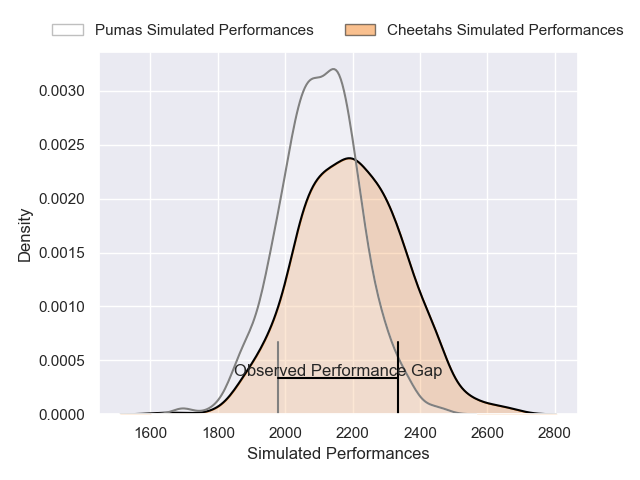 Pumas Simulated Performances
Cheetahs Simulated Performances
0.0030
0.0025
0.0020
0.0015
0.0010
0.0005
0.0000
Density
Observed Performance Gap
1600 1800 2000 2200 2400 2600 2800
Simulated Performances